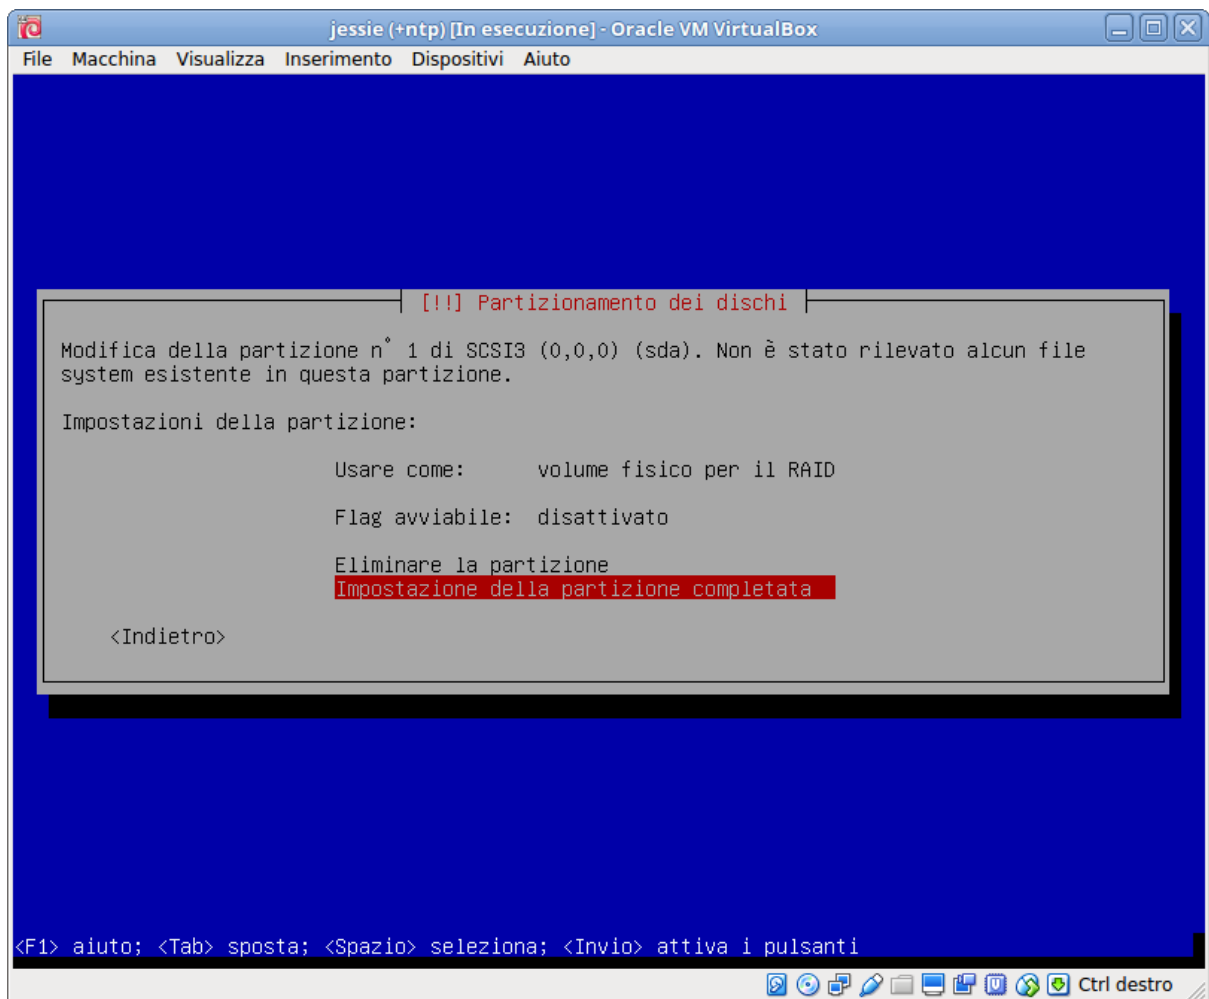 jessie (+ntp) [In esecuzione] - Oracle VM VirtualBox
File Macchina Visualizza Inserimento Dispositivi Aiuto
[!!] Partizionamento dei dischi
Modifica della partizione n° 1 di SCSI3 (0,0,0) (sda). Non è stato rilevato alcun file
system esistente in questa partizione.
Impostazioni della partizione:
Usare come: volume fisico per il RAID
Flag avviabile: disattivato
Eliminare la partizione
Impostazione della partizione completata
<Indietro>
<F1> aiuto; <Tab> sposta; <Spazio> seleziona; <Invio> attiva i pulsanti
Ctrl destro